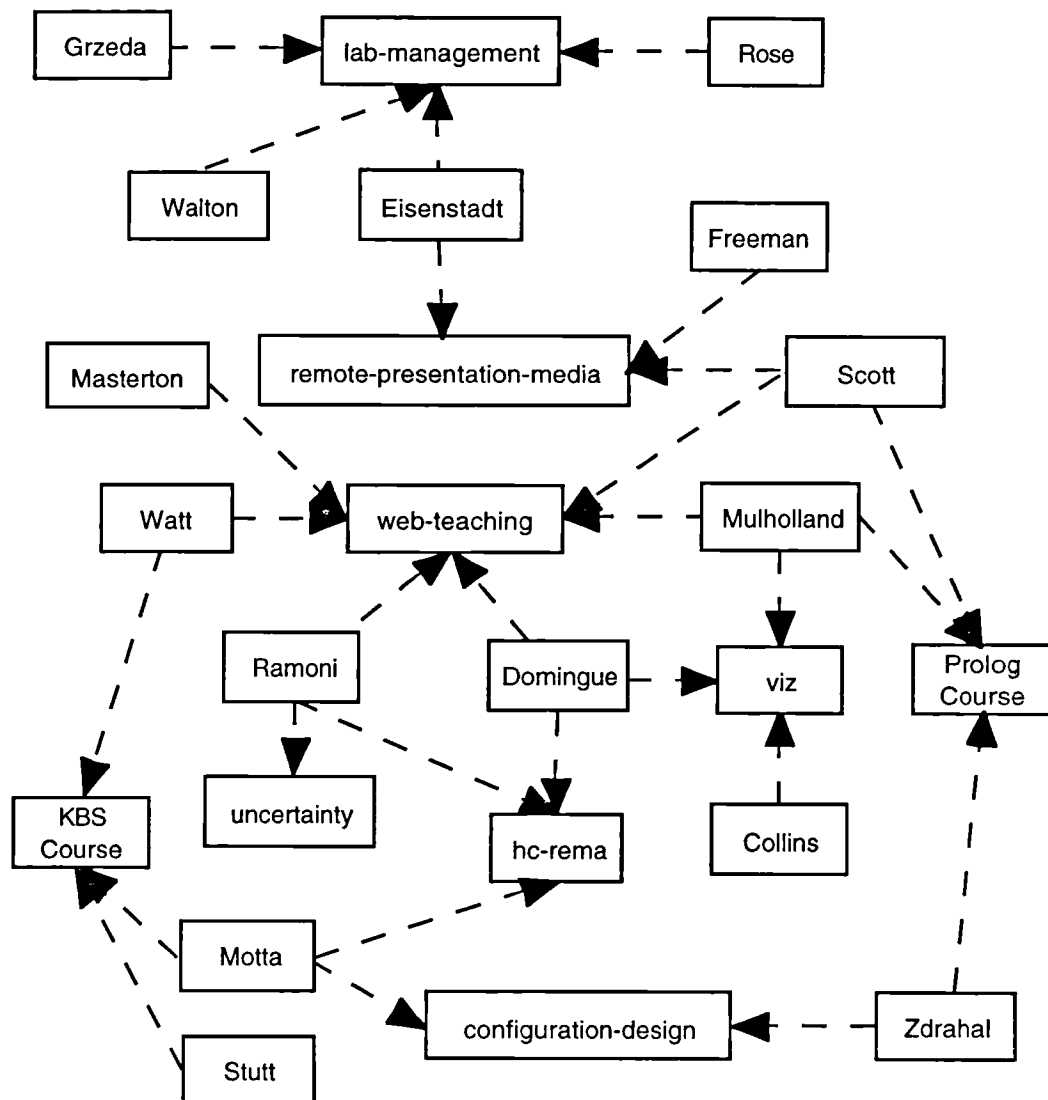 Grzeda
lab-management
Rose
Walton
Eisenstadt
Freeman
Masterton
remote-presentation-media
Scott
Watt
web-teaching
Mulholland
Ramoni
Domingue
viz
Prolog
Course
KBS
Course
uncertainty
hc-rema
Collins
Motta
configuration-design
Zdrahal
Stutt